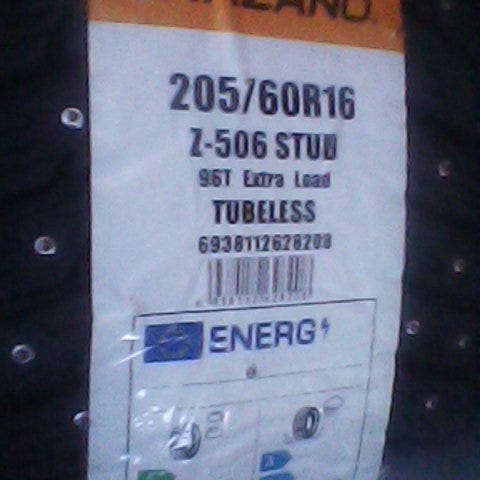 205/60R16
Z-506 STUD
96T Extra Load
TUBELESS
6938112628208
ENERG